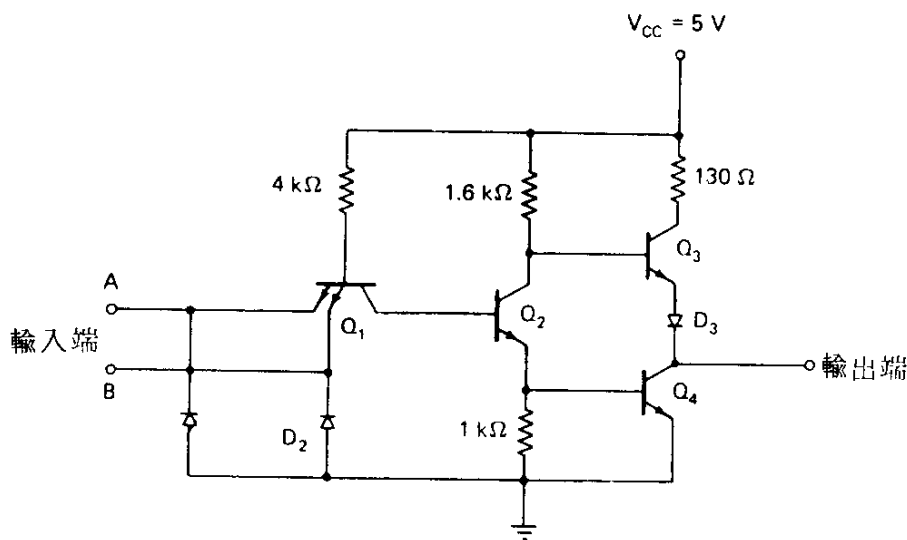 V_CC = 5 V
4 kΩ
1.6 kΩ
130 Ω
Q₃
A
輸入端
B
Q₁
Q₂
D₃
輸出端
Q₄
D₂
1 kΩ